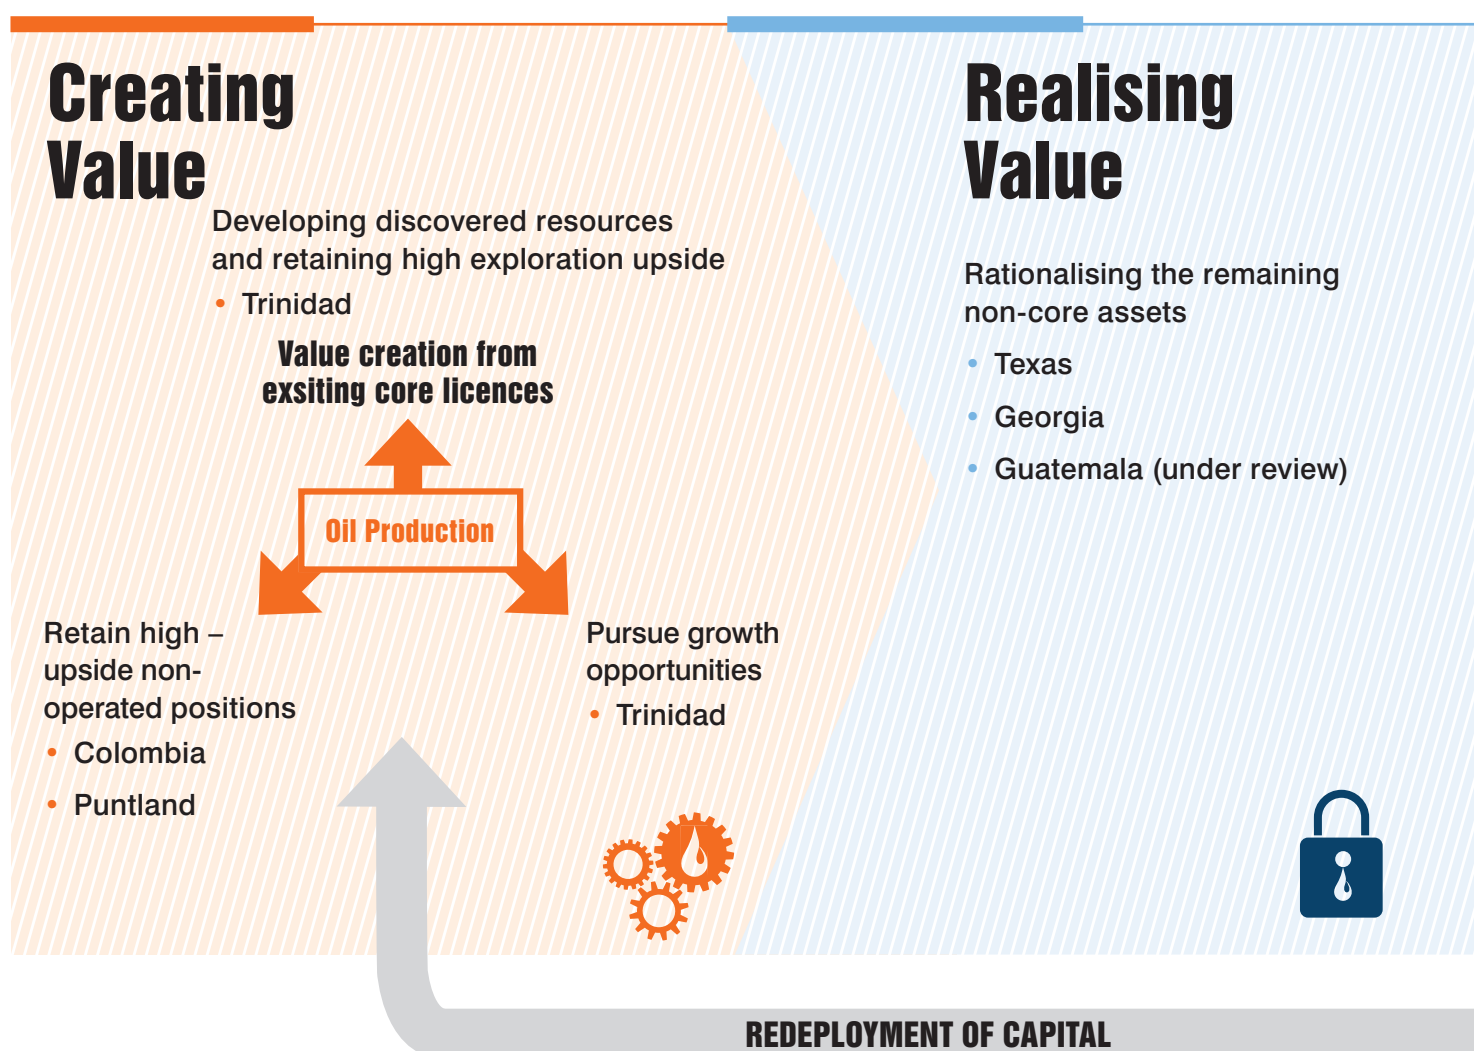 Creating
Value
Developing discovered resources
and retaining high exploration upside
• Trinidad
Value creation from
exsiting core licences
Oil Production
Retain high –
upside non-
operated positions
• Colombia
• Puntland
Pursue growth
opportunities
• Trinidad
Realising
Value
Rationalising the remaining
non-core assets
• Texas
• Georgia
• Guatemala (under review)
REDEPLOYMENT OF CAPITAL